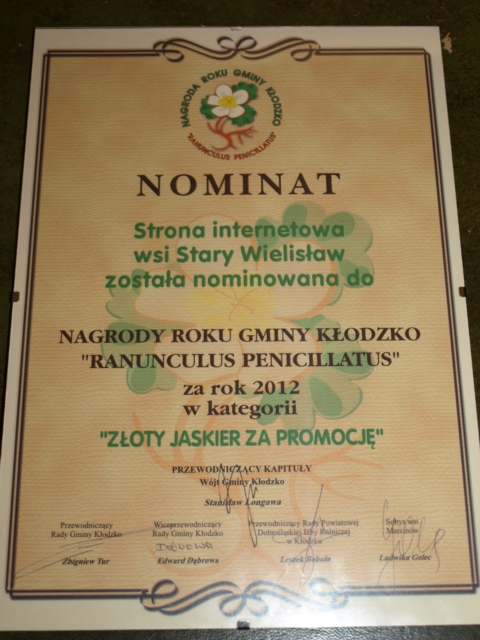 NAGRODA ROKU GMINY KŁODZKO
"RANUNCULUS PENICILLATUS"
NOMINAT
Strona internetowa
wsi Stary Wielisław
została nominowana do
NAGRODY ROKU GMINY KŁODZKO
"RANUNCULUS PENICILLATUS"
za rok 2012
w kategorii
"ZŁOTY JASKIER ZA PROMOCJĘ"
PRZEWODNICZĄCY KAPITUŁY
Wójt Gminy Kłodzko
Stanisław Longawa
Przewodniczący
Rady Gminy Kłodzko
Zbigniew Tur
Wiceprzewodniczący
Rady Gminy Kłodzko
Dąbrowa
Edward Dąbrowa
Przewodniczący Rady Powiatowej
Dolnośląskiej Izby Rolniczej
w Kłodzku
Leszek Babula
Sołtys wsi
Marcinów
Ludwika Golec